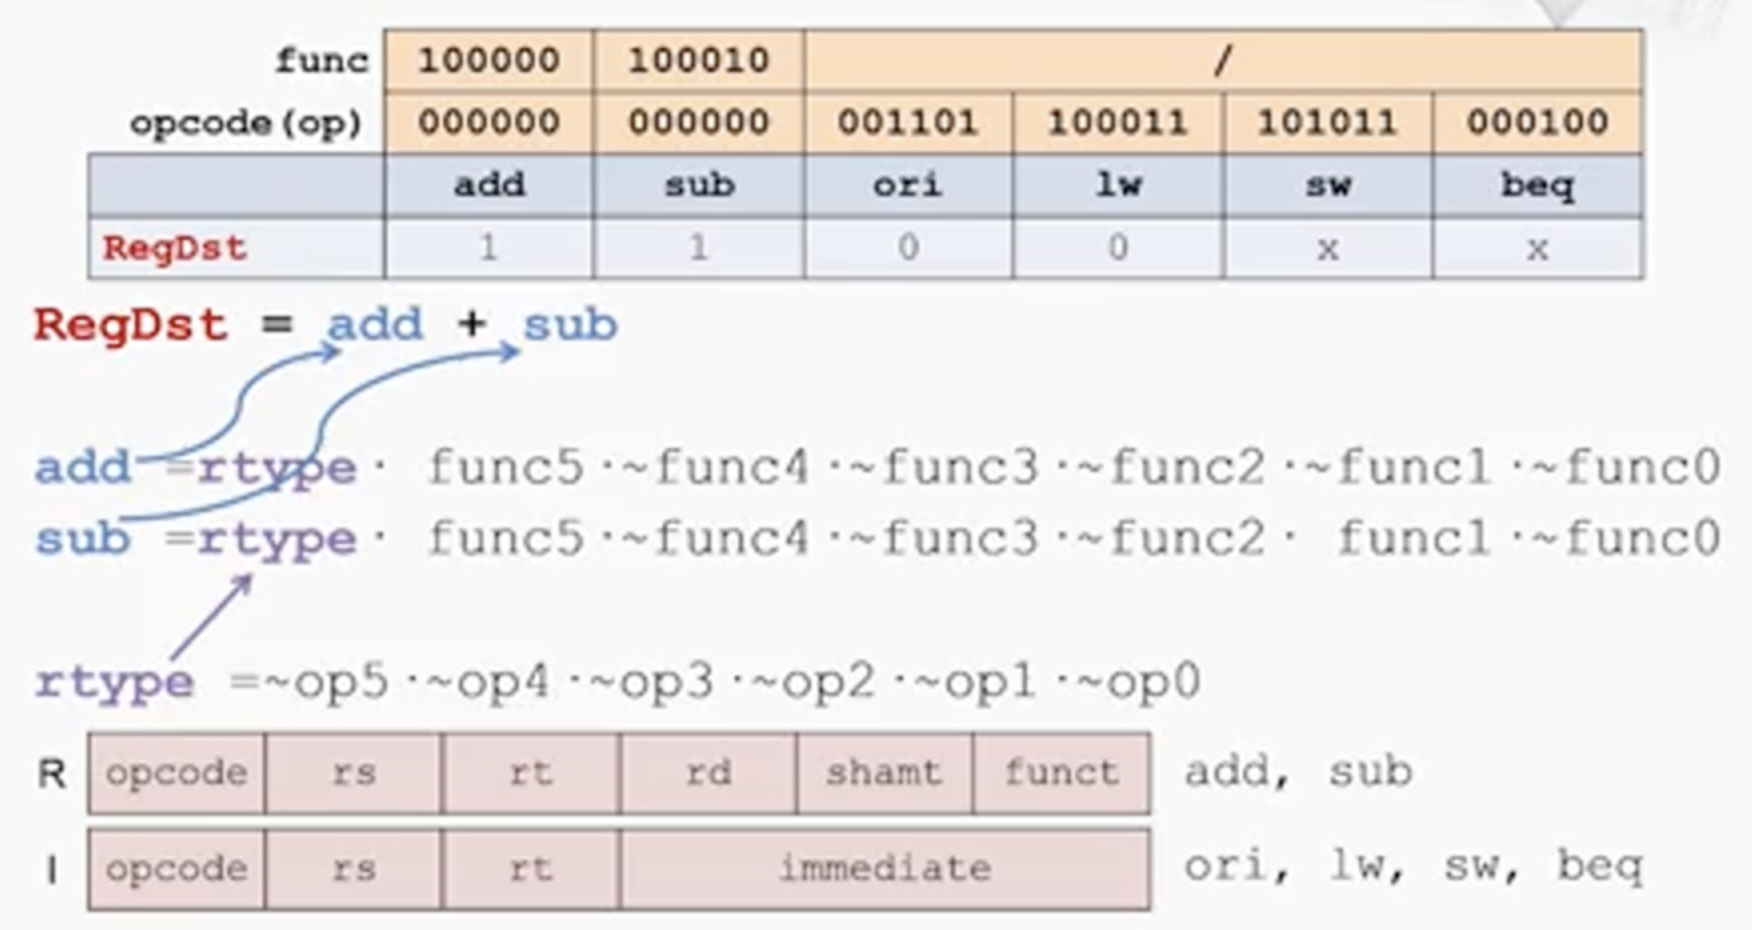 func 100000 100010 /
opcode(op) 000000 000000 001101 100011 101011 000100
add sub ori lw sw beq
RegDst 1 1 0 0 x x
RegDst = add + sub
add =rtype· func5·~func4·~func3·~func2·~func1·~func0
sub =rtype· func5·~func4·~func3·~func2· func1·~func0
rtype =~op5·~op4·~op3·~op2·~op1·~op0
R opcode rs rt rd shamt funct add, sub
I opcode rs rt immediate ori, lw, sw, beq